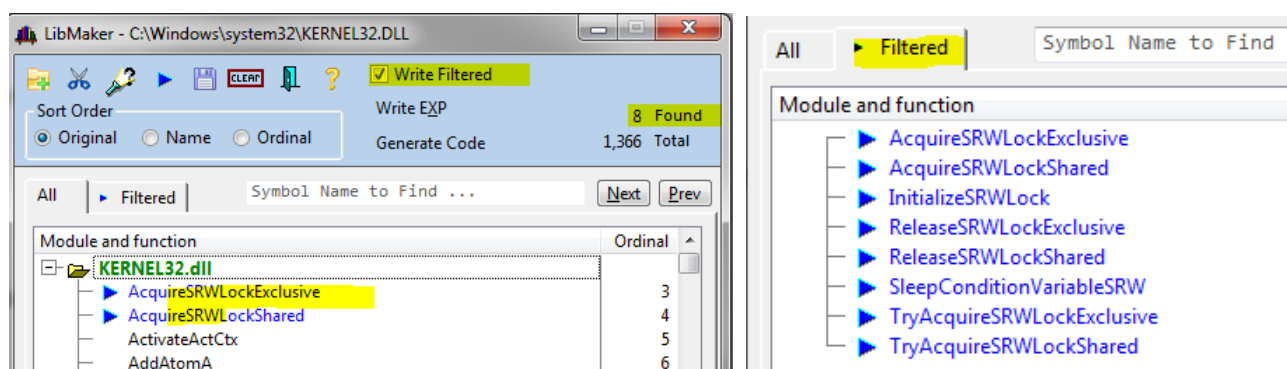 LibMaker - C:\Windows\system32\KERNEL32.DLL
CLEAR
Write Filtered
Sort Order
Write EXP
8 Found
Original Name Ordinal
Generate Code
1,366 Total
All Filtered Symbol Name to Find ... Next Prev
Module and function Ordinal
KERNEL32.dll
AcquireSRWLockExclusive 3
AcquireSRWLockShared 4
ActivateActCtx 5
AddAtomA 6
All Filtered Symbol Name to Find
Module and function
AcquireSRWLockExclusive
AcquireSRWLockShared
InitializeSRWLock
ReleaseSRWLockExclusive
ReleaseSRWLockShared
SleepConditionVariableSRW
TryAcquireSRWLockExclusive
TryAcquireSRWLockShared